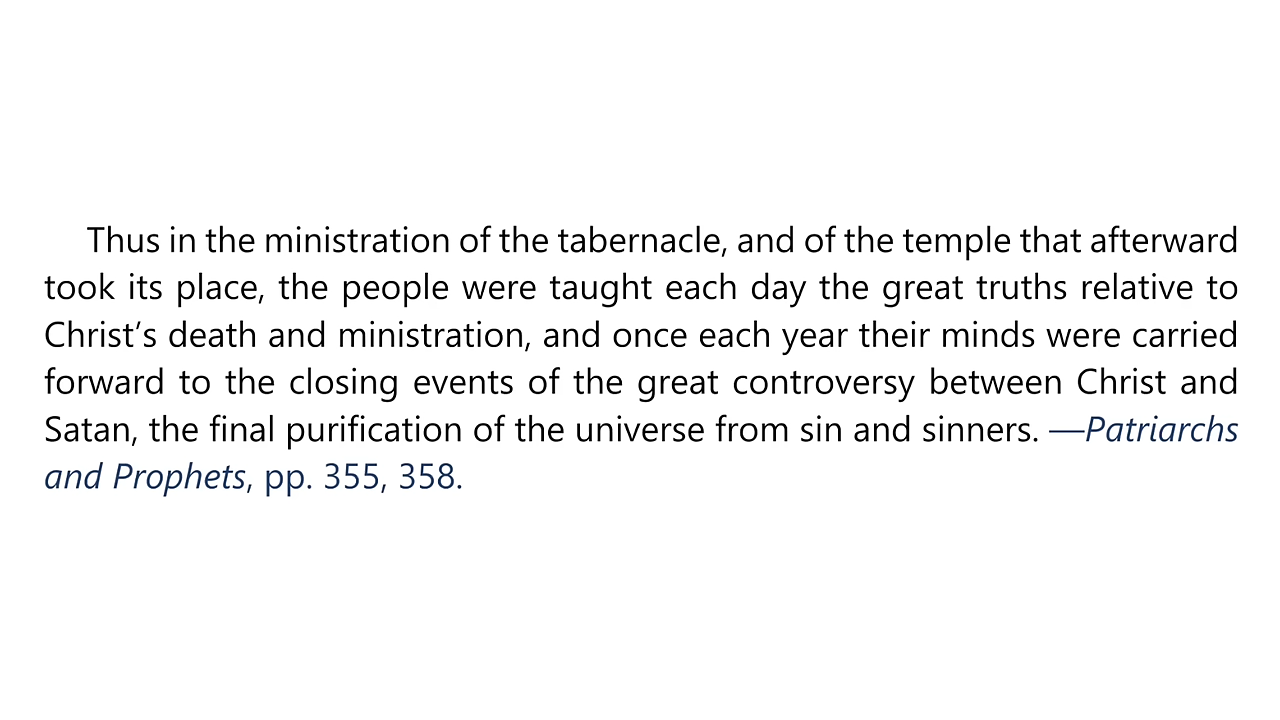 Thus in the ministration of the tabernacle, and of the temple that afterward
took its place, the people were taught each day the great truths relative to
Christ’s death and ministration, and once each year their minds were carried
forward to the closing events of the great controversy between Christ and
Satan, the final purification of the universe from sin and sinners. —Patriarchs
and Prophets, pp. 355, 358.